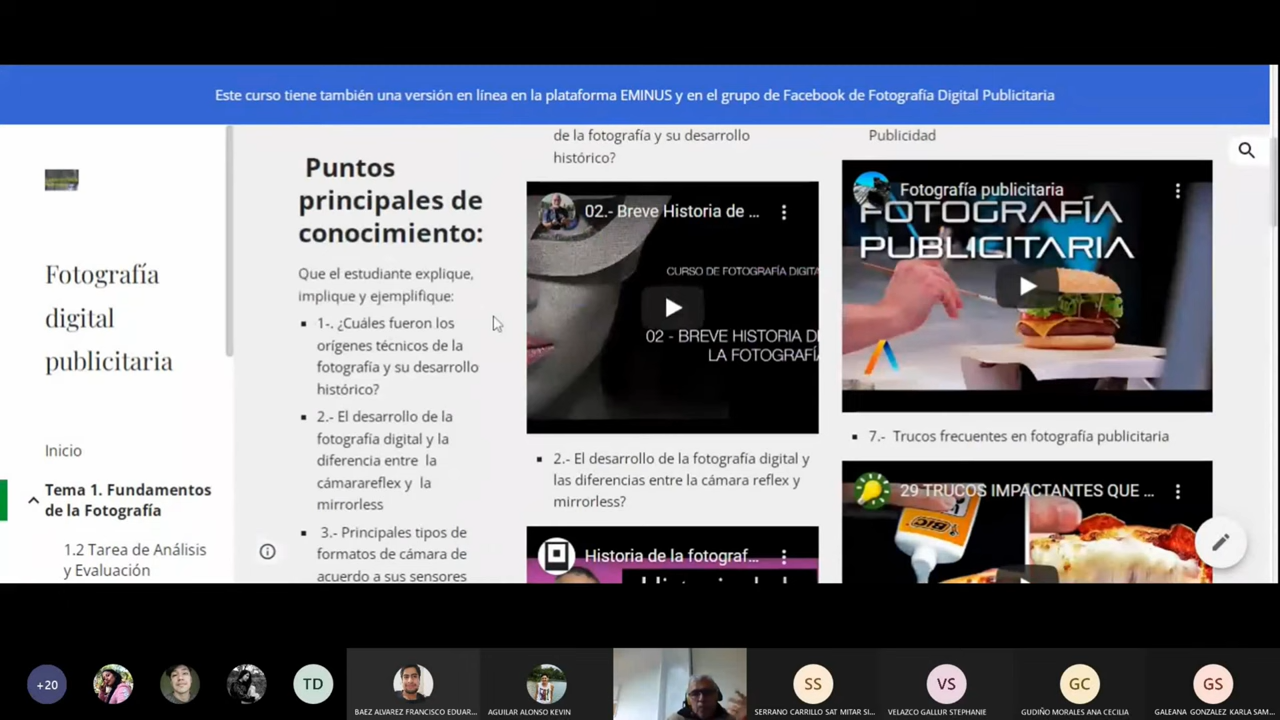 Este curso tiene también una versión en línea en la plataforma EMINUS y en el grupo de Facebook de Fotografía Digital Publicitaria
Fotografía
digital
publicitaria
Inicio
Tema 1. Fundamentos
de la Fotografía
1.2 Tarea de Análisis
y Evaluación
Puntos
principales de
conocimiento:
Que el estudiante explique,
implique y ejemplifique:
1-. ¿Cuáles fueron los
orígenes técnicos de la
fotografía y su desarrollo
histórico?
2.- El desarrollo de la
fotografía digital y la
diferencia entre la
cámarareflex y la
mirrorless
3.- Principales tipos de
formatos de cámara de
acuerdo a sus sensores
de la fotografía y su desarrollo
histórico?
02.- Breve Historia de ...
CURSO DE FOTOGRAFÍA DIGITA
02 - BREVE HISTORIA DE
LA FOTOGRAFÍA
2.- El desarrollo de la fotografía digital y
las diferencias entre la cámara reflex y
mirrorless?
Historia de la fotograf...
Publicidad
Fotografía publicitaria
FOTOGRAFÍA
PUBLICITARIA
7.- Trucos frecuentes en fotografía publicitaria
29 TRUCOS IMPACTANTES QUE ...
BIC
+20
TD
BAEZ ALVAREZ FRANCISCO EDUAR...
AGUILAR ALONSO KEVIN
SS
SERRANO CARRILLO SAT MITAR SI...
VS
VELAZCO GALLUR STEPHANIE
GC
GUDIÑO MORALES ANA CECILIA
GS
GALEANA GONZALEZ KARLA SAM...